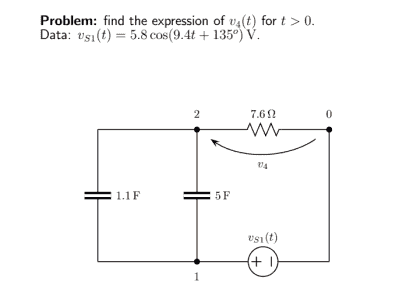 Problem: find the expression of v4(t) for t > 0.
Data: vS1(t) = 5.8 cos(9.4t + 135°) V.
2
7.6 Ω
0
v4
1.1 F
5 F
vS1(t)
+ −
1